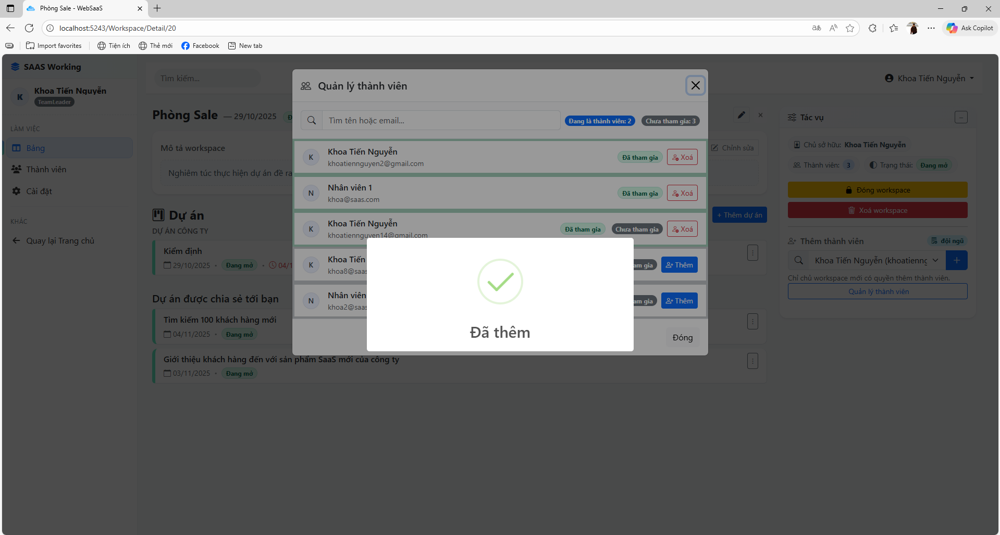 Phòng Sale - WebSaaS
localhost:5243/Workspace/Detail/20
Ask Copilot
Import favorites
Tiện ích
Thẻ mới
Facebook
New tab
SAAS Working
K
Khoa Tiến Nguyễn
TeamLeader
LÀM VIỆC
Bảng
Thành viên
Cài đặt
KHÁC
Quay lại Trang chủ
Tìm kiếm...
Khoa Tiến Nguyễn
Phòng Sale — 29/10/2025
Mô tả workspace
Chỉnh sửa
Nghiêm túc thực hiện dự án đề ra
Dự án
+ Thêm dự án
DỰ ÁN CÔNG TY
Kiểm định
29/10/2025 • Đang mở • 04/1
Dự án được chia sẻ tới bạn
Tìm kiếm 100 khách hàng mới
04/11/2025 • Đang mở
Giới thiệu khách hàng đến với sản phẩm SaaS mới của công ty
03/11/2025 • Đang mở
Quản lý thành viên
Tìm tên hoặc email...
Đang là thành viên: 2
Chưa tham gia: 3
K
Khoa Tiến Nguyễn
khoatiennguyen2@gmail.com
Đã tham gia
Xoá
N
Nhân viên 1
khoa@saas.com
Đã tham gia
Xoá
K
Khoa Tiến Nguyễn
khoatiennguyen14@gmail.com
Đã tham gia
Chưa tham gia
Xoá
K
Khoa Tiến
khoa8@saas
am gia
Thêm
N
Nhân viên
khoa2@saas
am gia
Thêm
Đã thêm
Đóng
Tác vụ
Chủ sở hữu: Khoa Tiến Nguyễn
Thành viên: 3
Trạng thái: Đang mở
Đóng workspace
Xoá workspace
Thêm thành viên
đội ngũ
Khoa Tiến Nguyễn (khoatienng
Chỉ chủ workspace mới có quyền thêm thành viên.
Quản lý thành viên